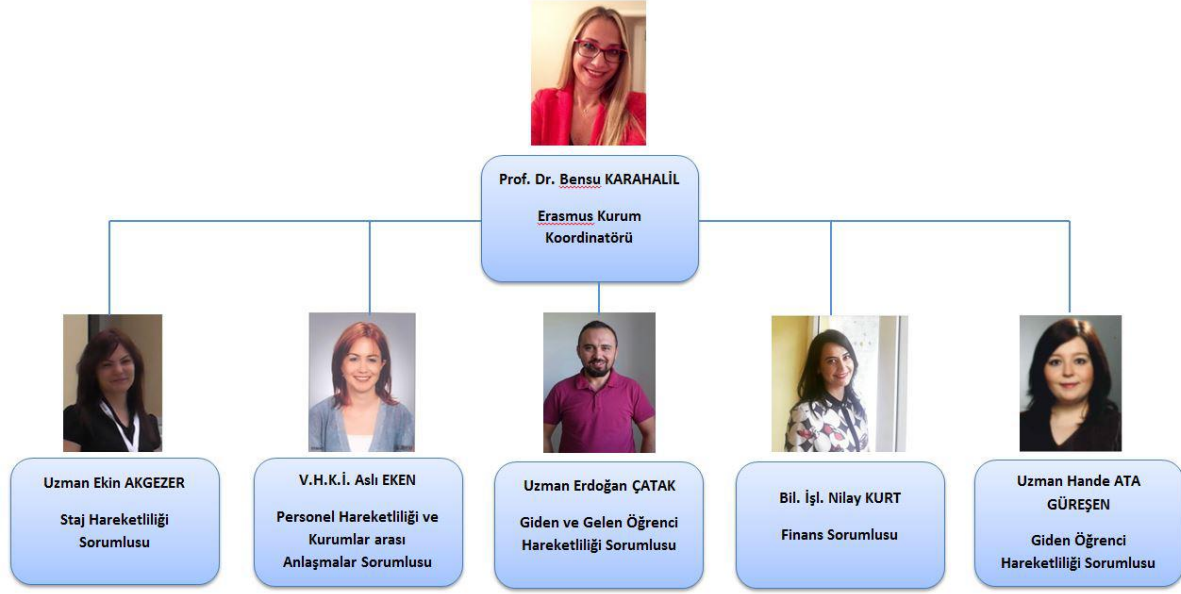 Prof. Dr. Bensu KARAHALİL
Erasmus Kurum
Koordinatörü
Uzman Ekin AKGEZER
Staj Hareketliliği
Sorumlusu
V.H.K.İ. Aslı EKEN
Personel Hareketliliği ve
Kurumlar arası
Anlaşmalar Sorumlusu
Uzman Erdoğan ÇATAK
Giden ve Gelen Öğrenci
Hareketliliği Sorumlusu
Bil. İşl. Nilay KURT
Finans Sorumlusu
Uzman Hande ATA
GÜREŞEN
Giden Öğrenci
Hareketliliği Sorumlusu